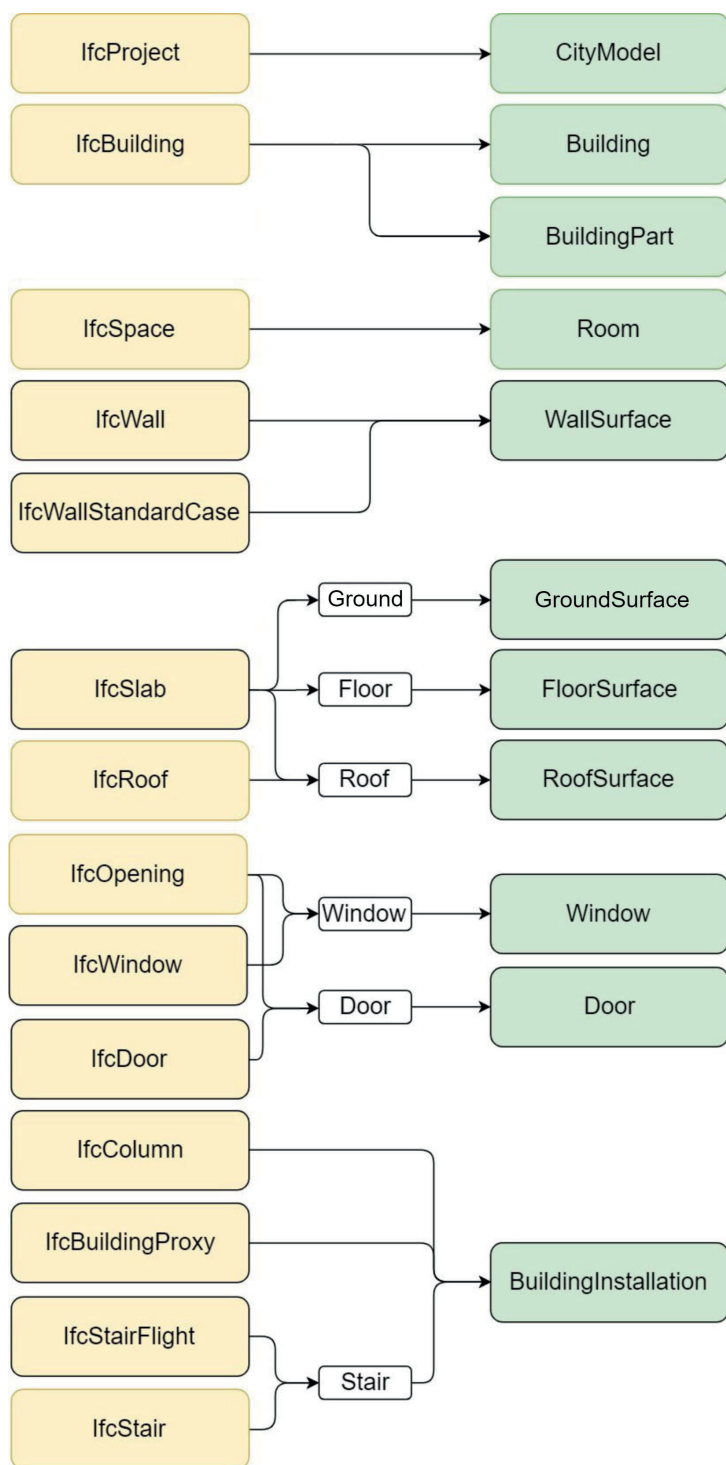 IfcProject
CityModel
IfcBuilding
Building
BuildingPart
IfcSpace
Room
IfcWall
WallSurface
IfcWallStandardCase
Ground
GroundSurface
IfcSlab
Floor
FloorSurface
IfcRoof
Roof
RoofSurface
IfcOpening
Window
Window
IfcWindow
Door
Door
IfcDoor
IfcColumn
IfcBuildingProxy
BuildingInstallation
IfcStairFlight
Stair
IfcStair